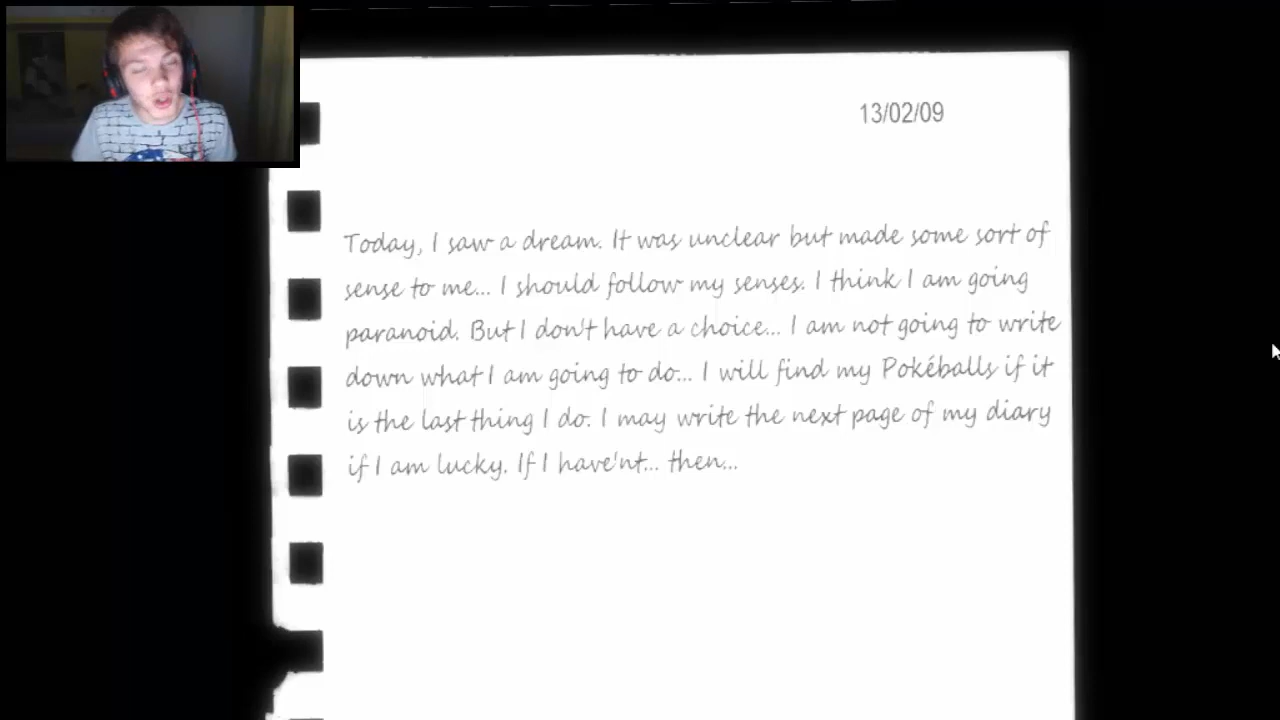 13/02/09
Today, I saw a dream. It was unclear but made some sort of
sense to me... I should follow my senses. I think I am going
paranoid. But I don't have a choice... I am not going to write
down what I am going to do... I will find my Pokéballs if it
is the last thing I do. I may write the next page of my diary
if I am lucky. If I have'nt... then...